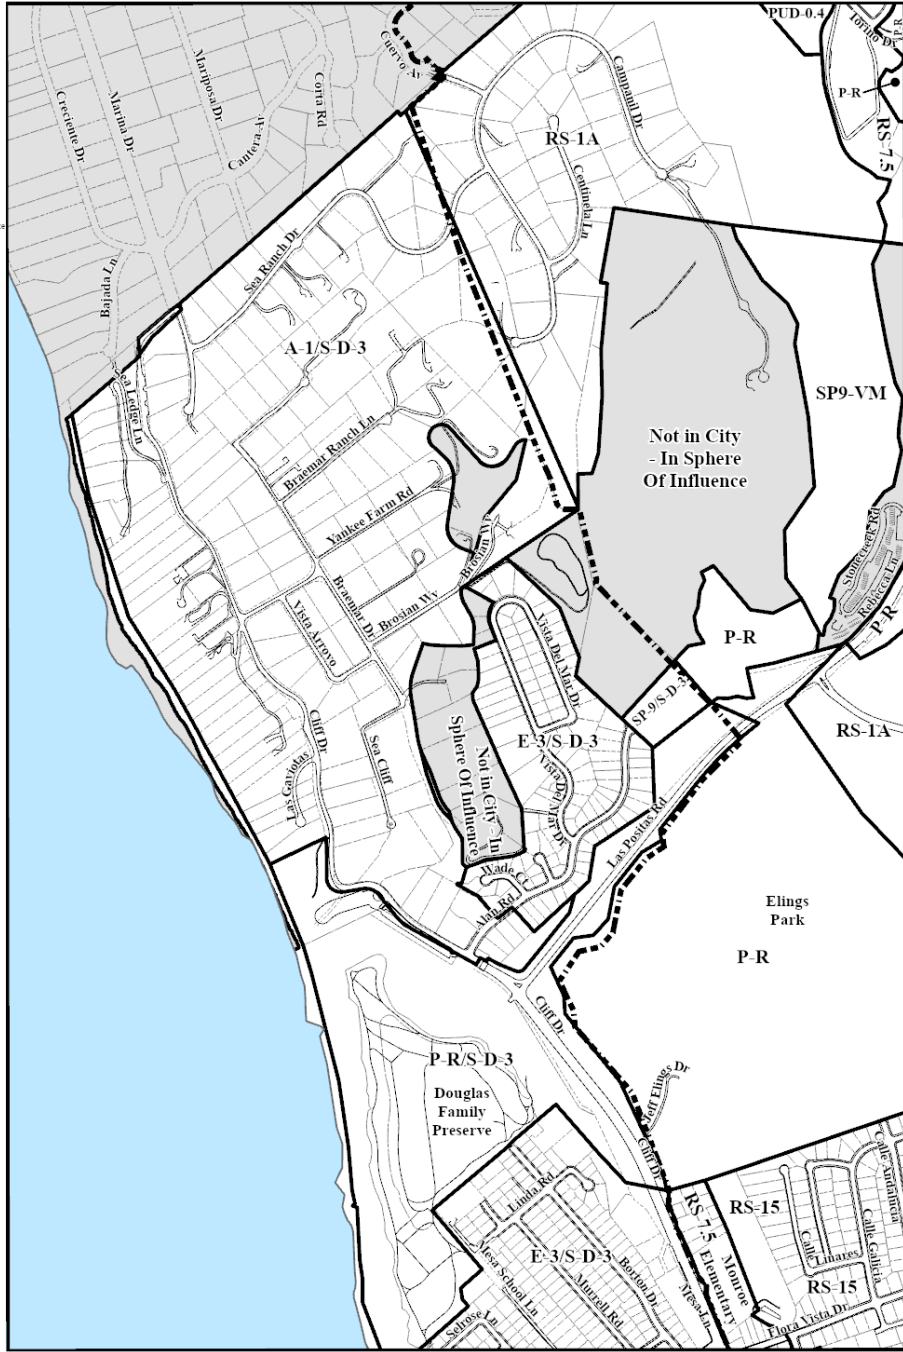 PUD-0.4
Torino Dr
P-R
Cuervo Av
P-R
Campanil Dr
Mariposa Dr
Corta Rd
Creciente Dr
Marina Dr
Cantera Av
RS-1A
RS-7.5
Centinela Ln
Sea Ranch Dr
Bajada Ln
A-1/S-D-3
Sea Ledge Ln
SP9-VM
Braemar Ranch Ln
Not in City
- In Sphere
Of Influence
Yankee Farm Rd
Stonecreek Rd
Brosian Wy
Rebecca Ln
Vista Arroyo
Braemar Dr
Brosian Wy
Vista Del Mar Dr
P-R
P-R
SP-9/S-D-3
Cliff Dr
Sea Cliff
E-3/S-D-3
RS-1A
Not in City - In
Sphere Of Influence
Las Gaviotas
Vista Del Mar Dr
Las Positas Rd
Wade Ct
Alan Rd
Elings
Park
P-R
Cliff Dr
P-R/S-D-3
Douglas
Family
Preserve
Jeff Elings Dr
Cliff Dr
Linda Rd
RS-7.5
RS-15
Calle Andalucia
Calle Galicia
Calle Linares
E-3/S-D-3
Mesa School Ln
Murrell Rd
Borton Dr
Mesa Ln
Monroe
Elementary
RS-15
Selrose Ln
Flora Vista Dr